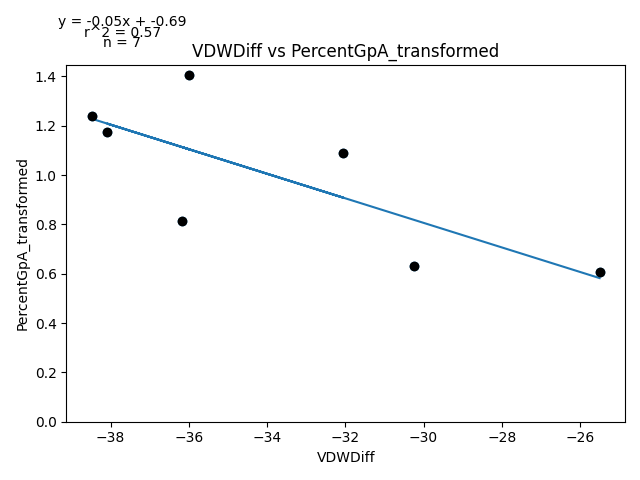 y = -0.05x + -0.69
r^2 = 0.57
n = 7
VDWDiff vs PercentGpA_transformed
1.4
1.2
1.0
0.8
0.6
0.4
0.2
0.0
PercentGpA_transformed
−38 −36 −34 −32 −30 −28 −26
VDWDiff